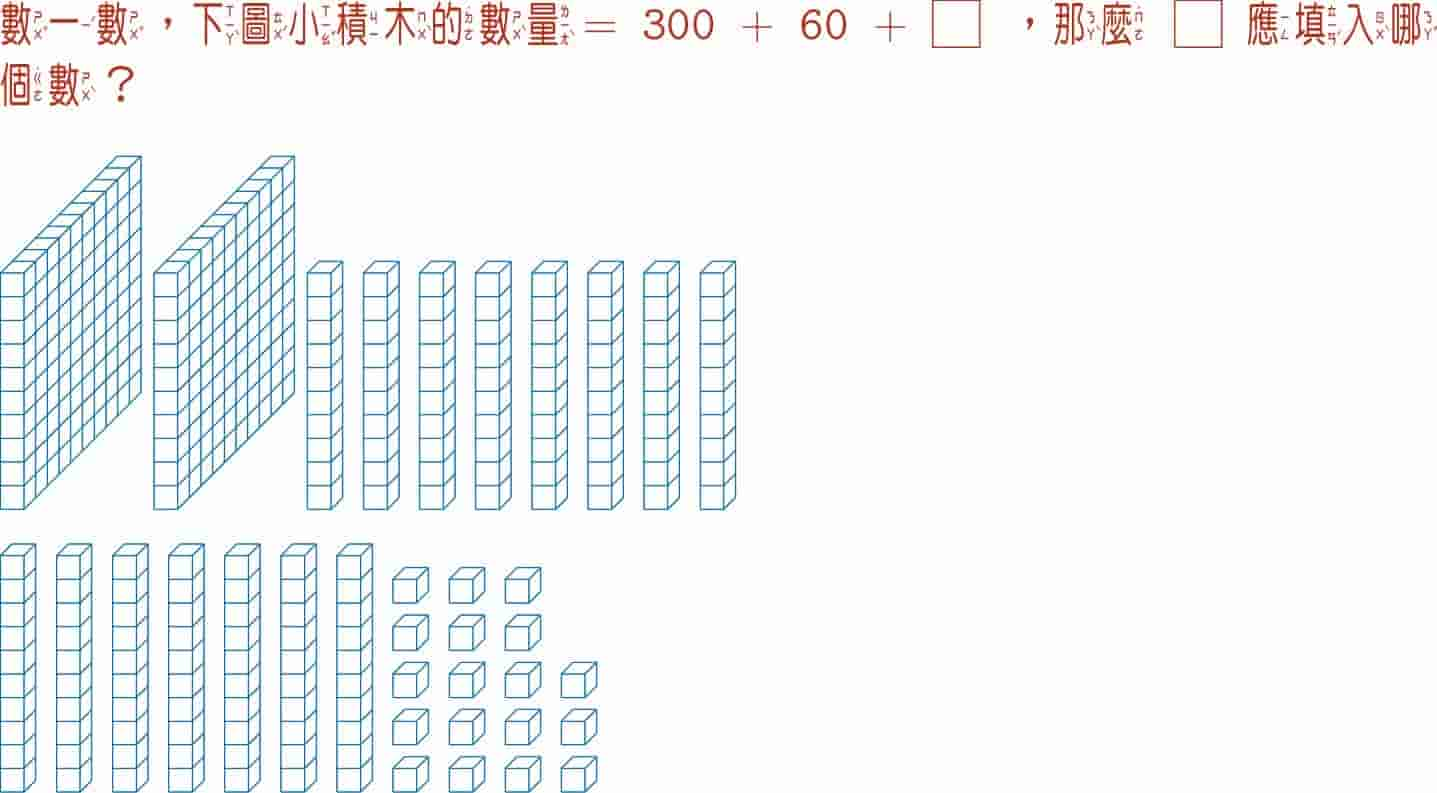 數一數，下圖小積木的數量= 300 + 60 + □ ，那麼 □ 應填入哪
個數？